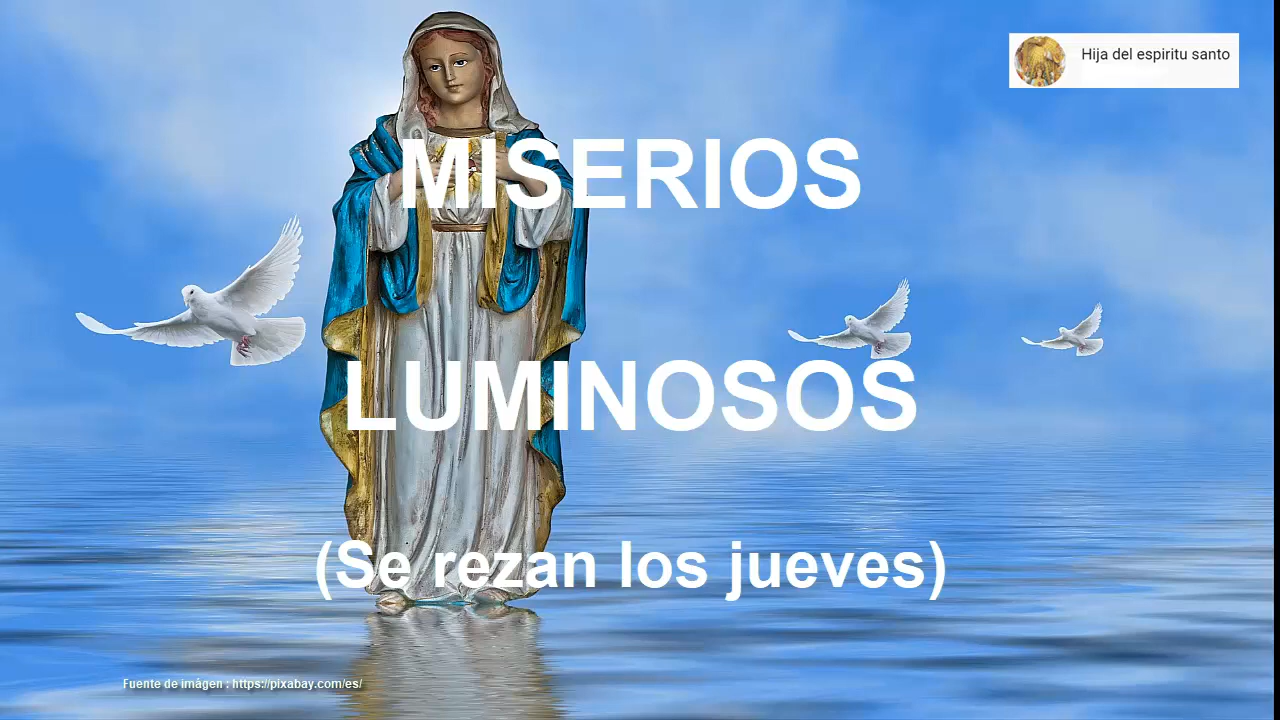 Hija del espiritu santo
MISERIOS
LUMINOSOS
(Se rezan los jueves)
Fuente de imágen : https://pixabay.com/es/